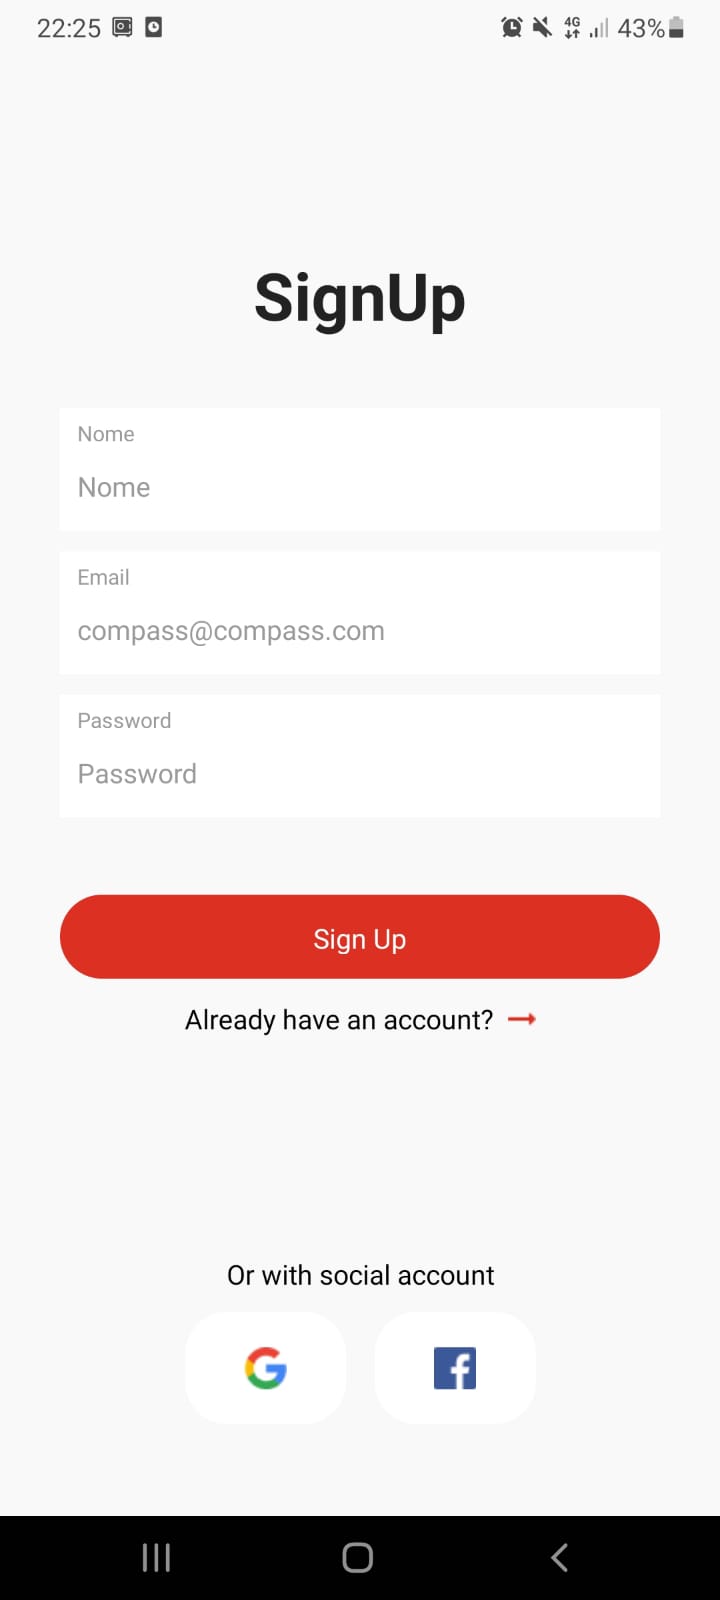 22:25 4G 43%
SignUp
Nome
Nome
Email
compass@compass.com
Password
Password
Sign Up
Already have an account?
Or with social account